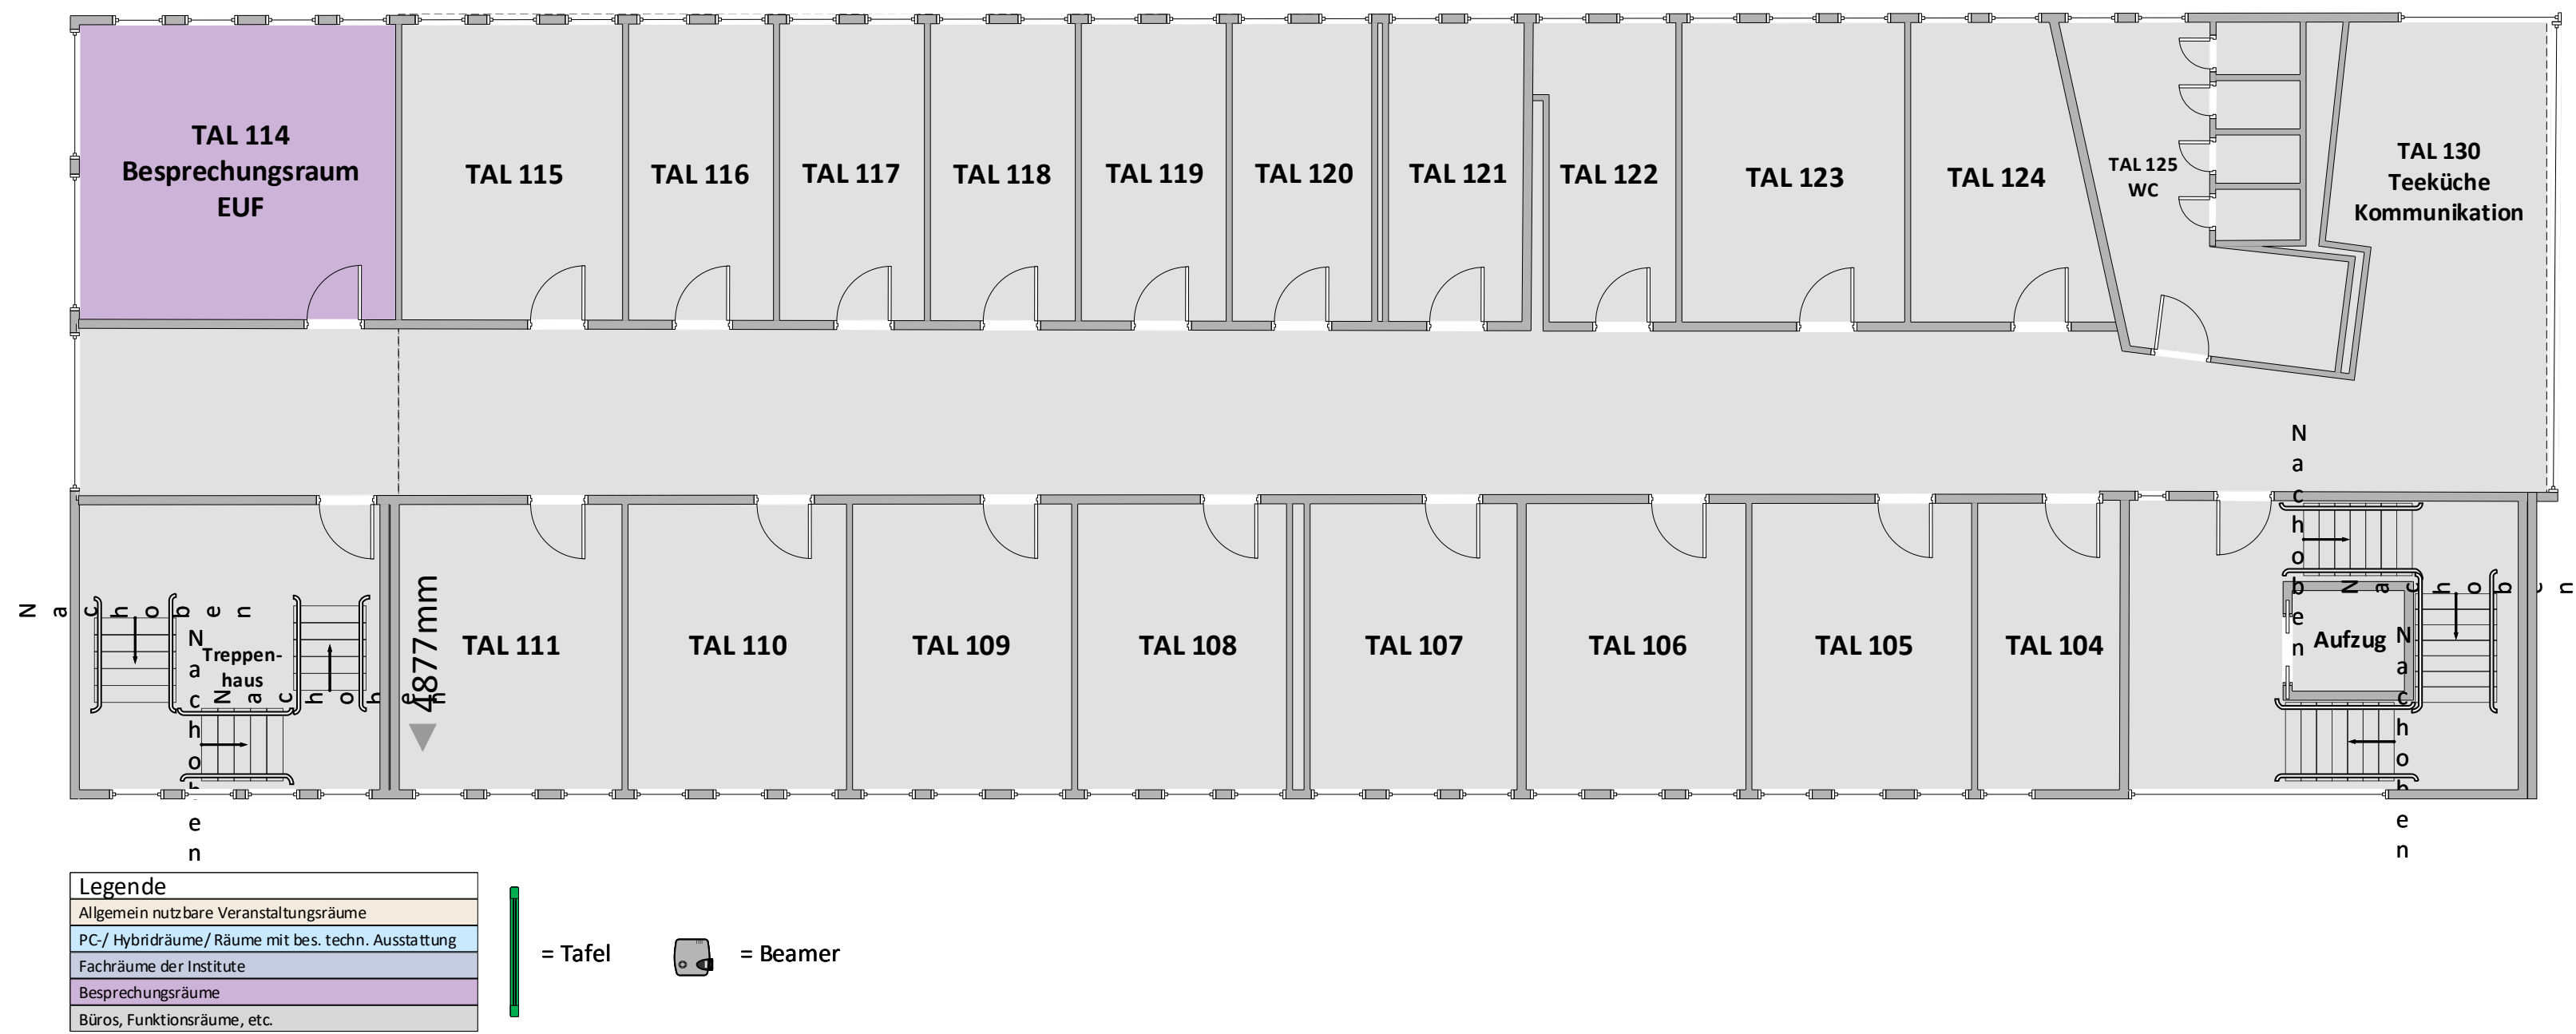 TAL 114
Besprechungsraum
EUF
TAL 115
TAL 116
TAL 117
TAL 118
TAL 119
TAL 120
TAL 121
TAL 122
TAL 123
TAL 124
TAL 125
WC
TAL 130
Teeküche
Kommunikation
Nach oben
Nach oben
Nach oben
Treppen-
haus
4877mm
TAL 111
TAL 110
TAL 109
TAL 108
TAL 107
TAL 106
TAL 105
TAL 104
Nach oben
Nach oben
Aufzug
Nach oben
Legende
Allgemein nutzbare Veranstaltungsräume
PC-/ Hybridräume/ Räume mit bes. techn. Ausstattung
Fachräume der Institute
Besprechungsräume
Büros, Funktionsräume, etc.
= Tafel
= Beamer